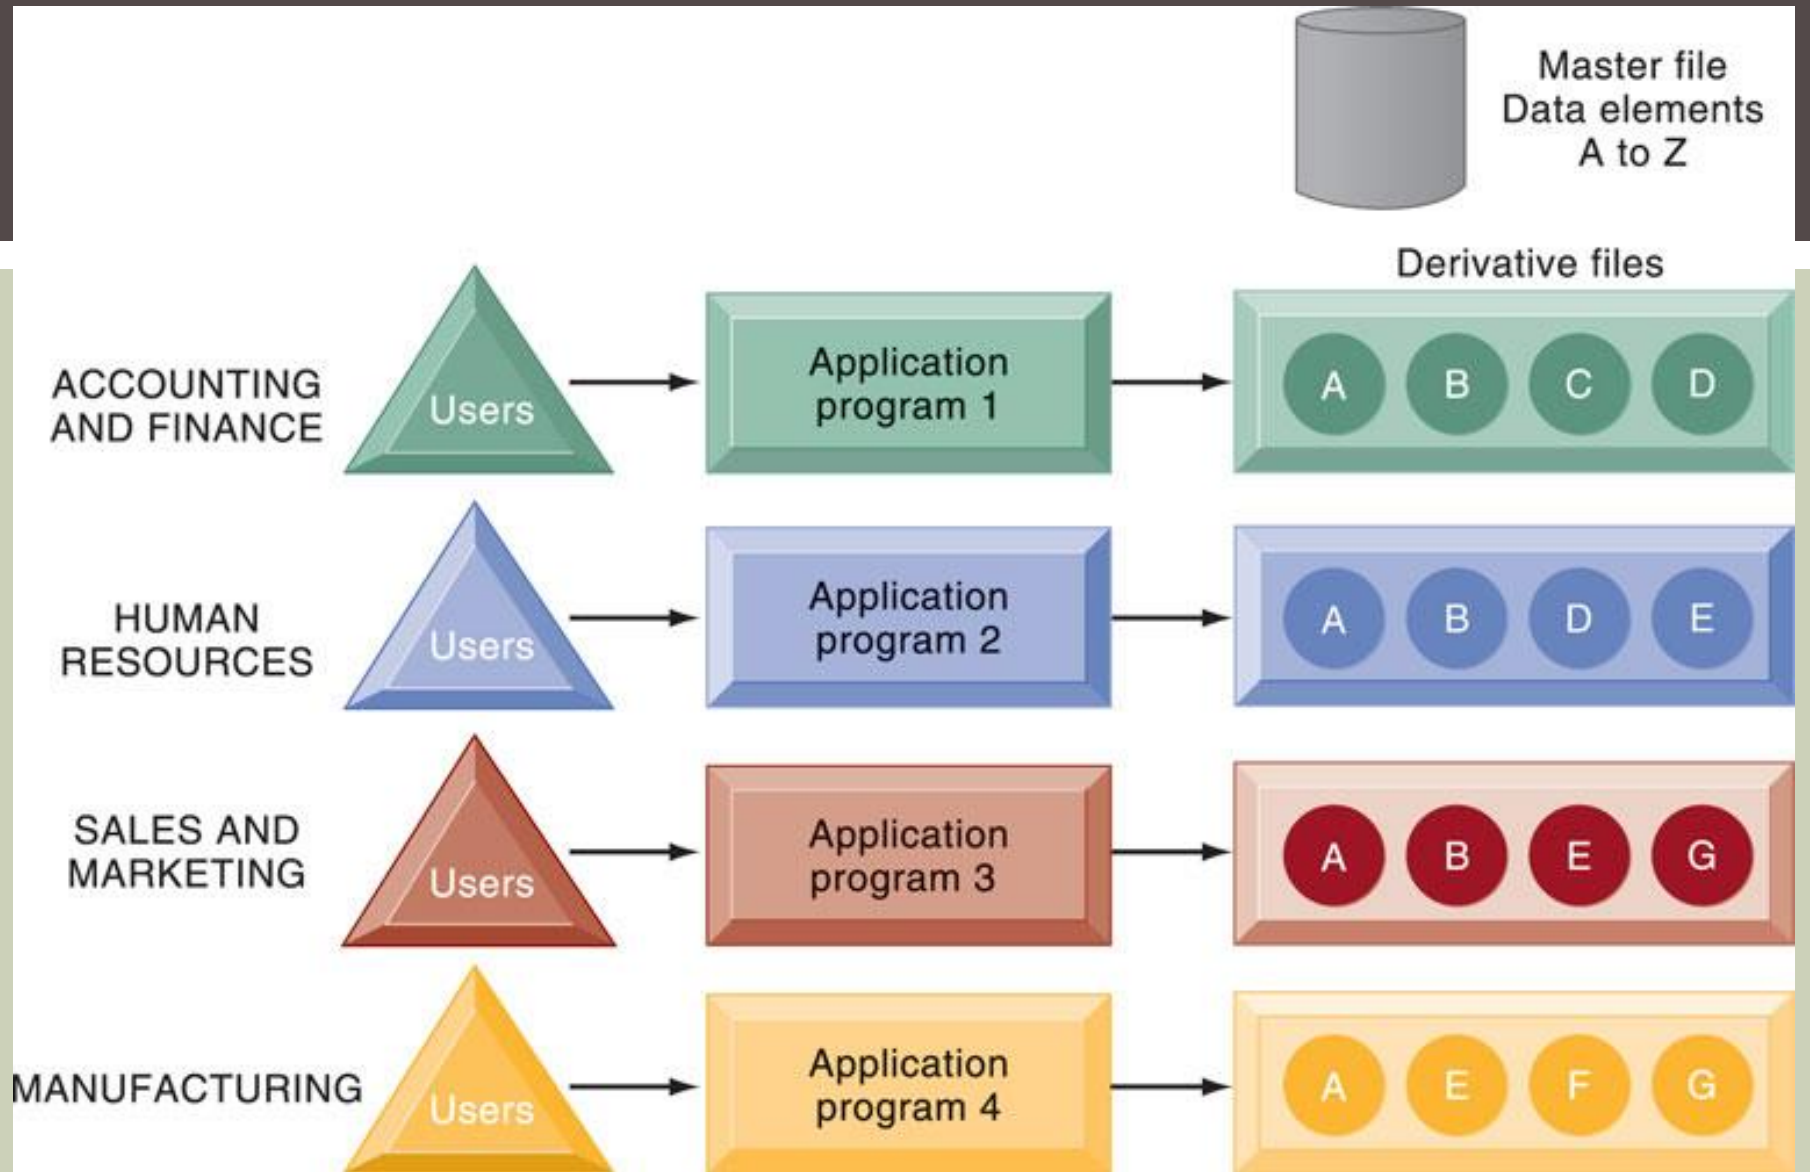 Master file
Data elements
A to Z
Derivative files
ACCOUNTING
AND FINANCE
Users
Application
program 1
A B C D
HUMAN
RESOURCES
Users
Application
program 2
A B D E
SALES AND
MARKETING
Users
Application
program 3
A B E G
MANUFACTURING
Users
Application
program 4
A E F G